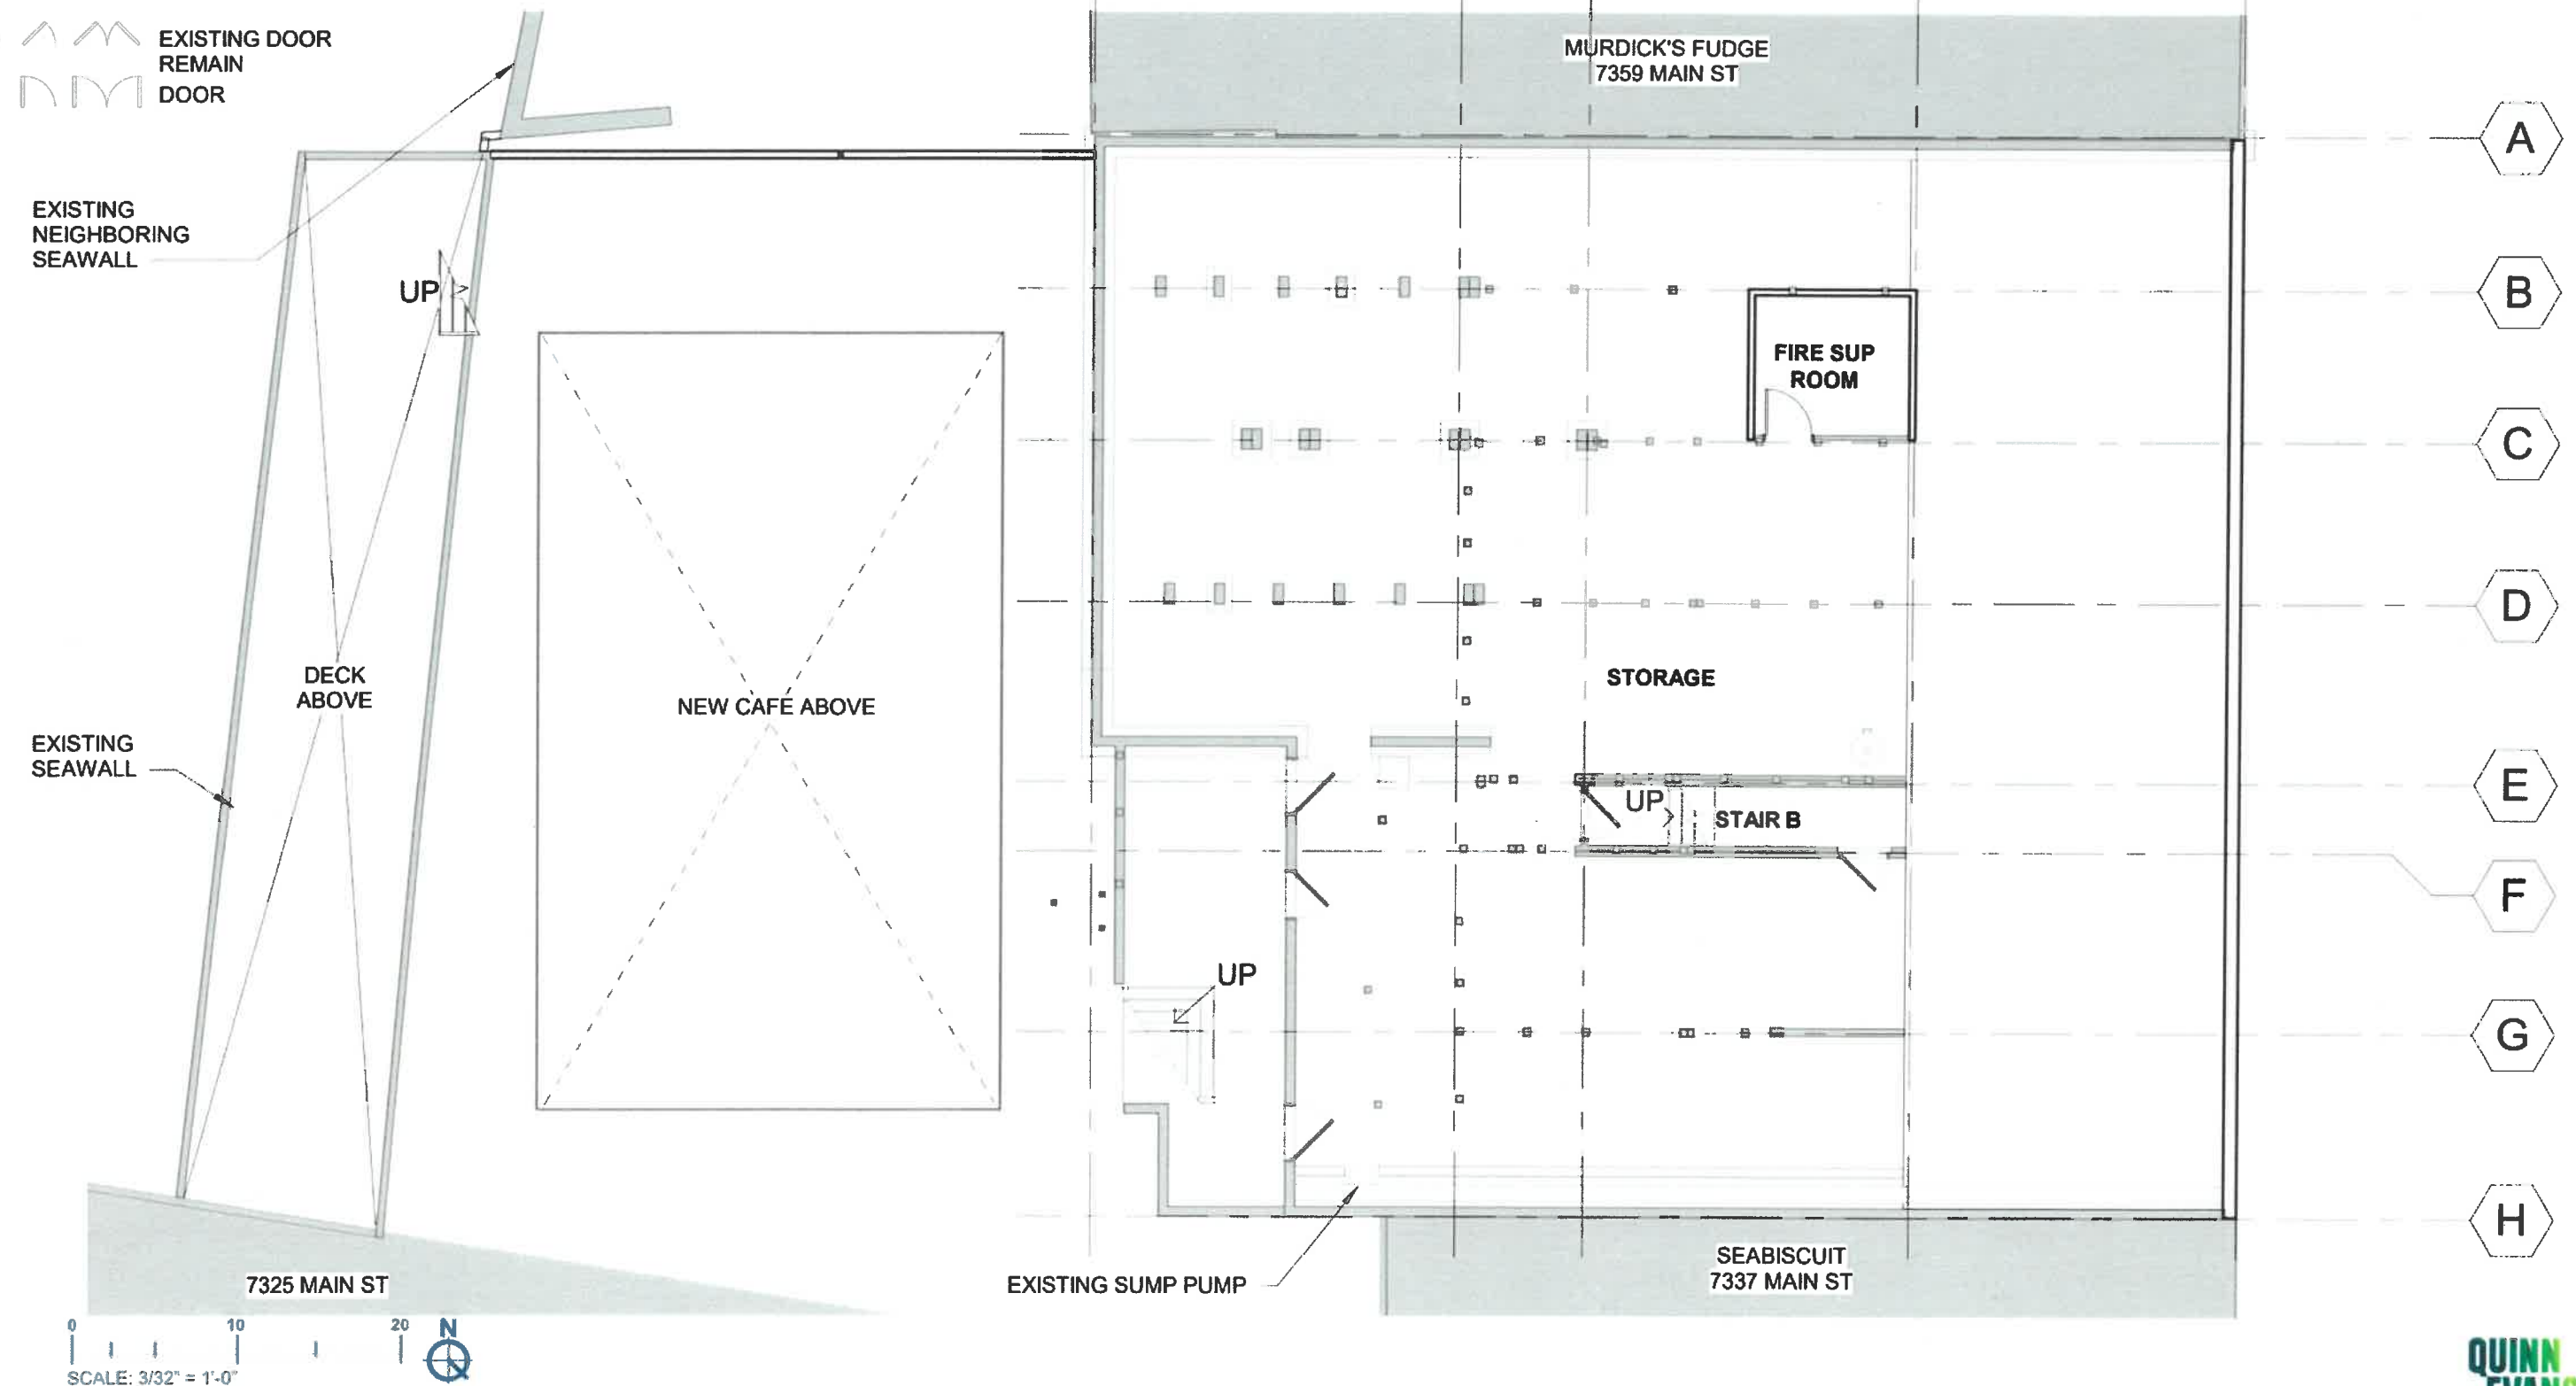 EXISTING DOOR
REMAIN
DOOR
MURDICK'S FUDGE
7359 MAIN ST
A
EXISTING
NEIGHBORING
SEAWALL
UP
B
FIRE SUP
ROOM
C
D
DECK
ABOVE
NEW CAFE ABOVE
STORAGE
EXISTING
SEAWALL
E
UP
STAIR B
F
UP
G
H
EXISTING SUMP PUMP
SEABISCUIT
7337 MAIN ST
7325 MAIN ST
0 10 20 N
SCALE: 3/32" = 1'-0"
QUINN
EVANS